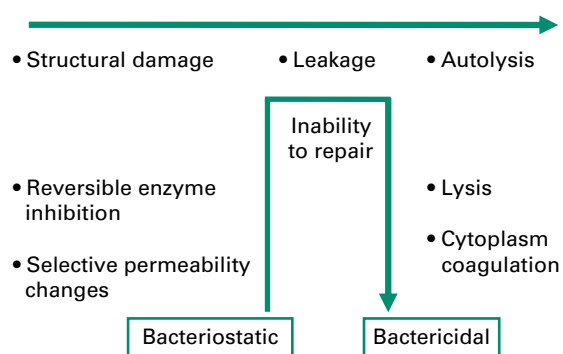 • Structural damage
• Leakage
• Autolysis
Inability
to repair
• Reversible enzyme
inhibition
• Selective permeability
changes
• Lysis
• Cytoplasm
coagulation
Bacteriostatic
Bactericidal